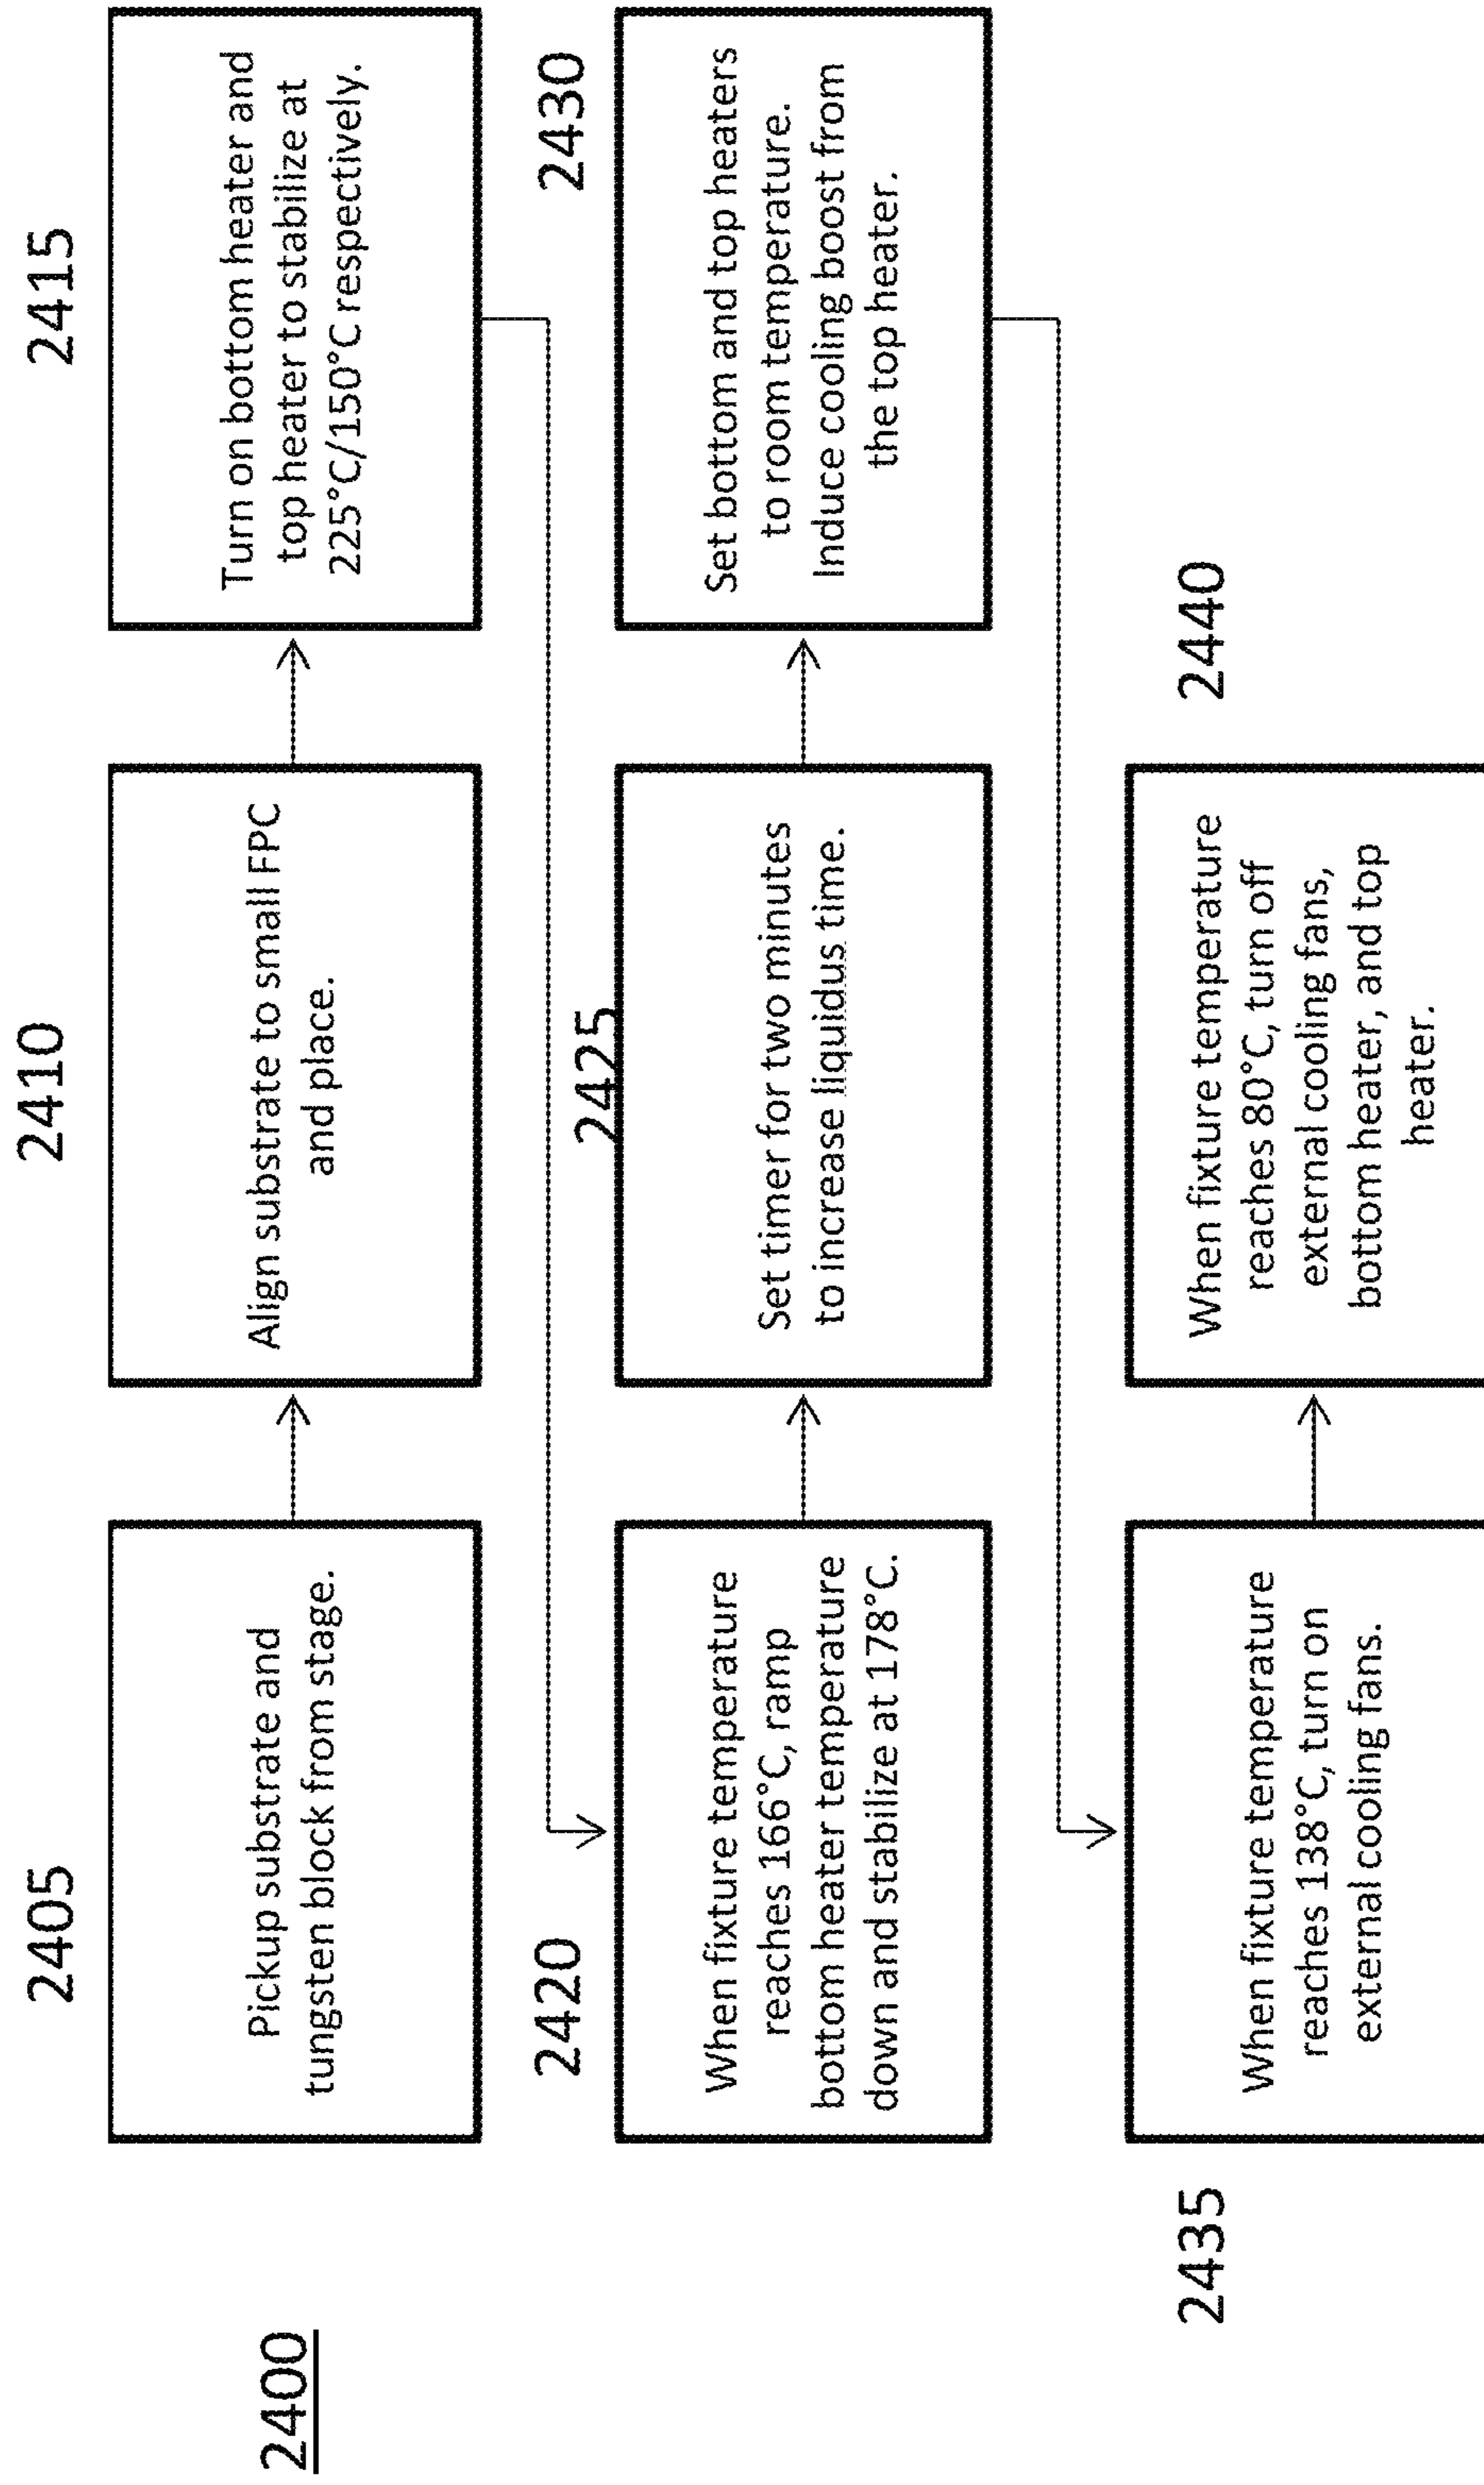 2400
2405
Pickup substrate and
tungsten block from stage.
2410
Align substrate to small FPC
and place.
2415
Turn on bottom heater and
top heater to stabilize at
225°C/150°C respectively.
2420
When fixture temperature
reaches 166°C, ramp
bottom heater temperature
down and stabilize at 178°C.
2425
Set timer for two minutes
to increase liquidus time.
2430
Set bottom and top heaters
to room temperature.
Induce cooling boost from
the top heater.
2435
When fixture temperature
reaches 138°C, turn on
external cooling fans.
2440
When fixture temperature
reaches 80°C, turn off
external cooling fans,
bottom heater, and top
heater.